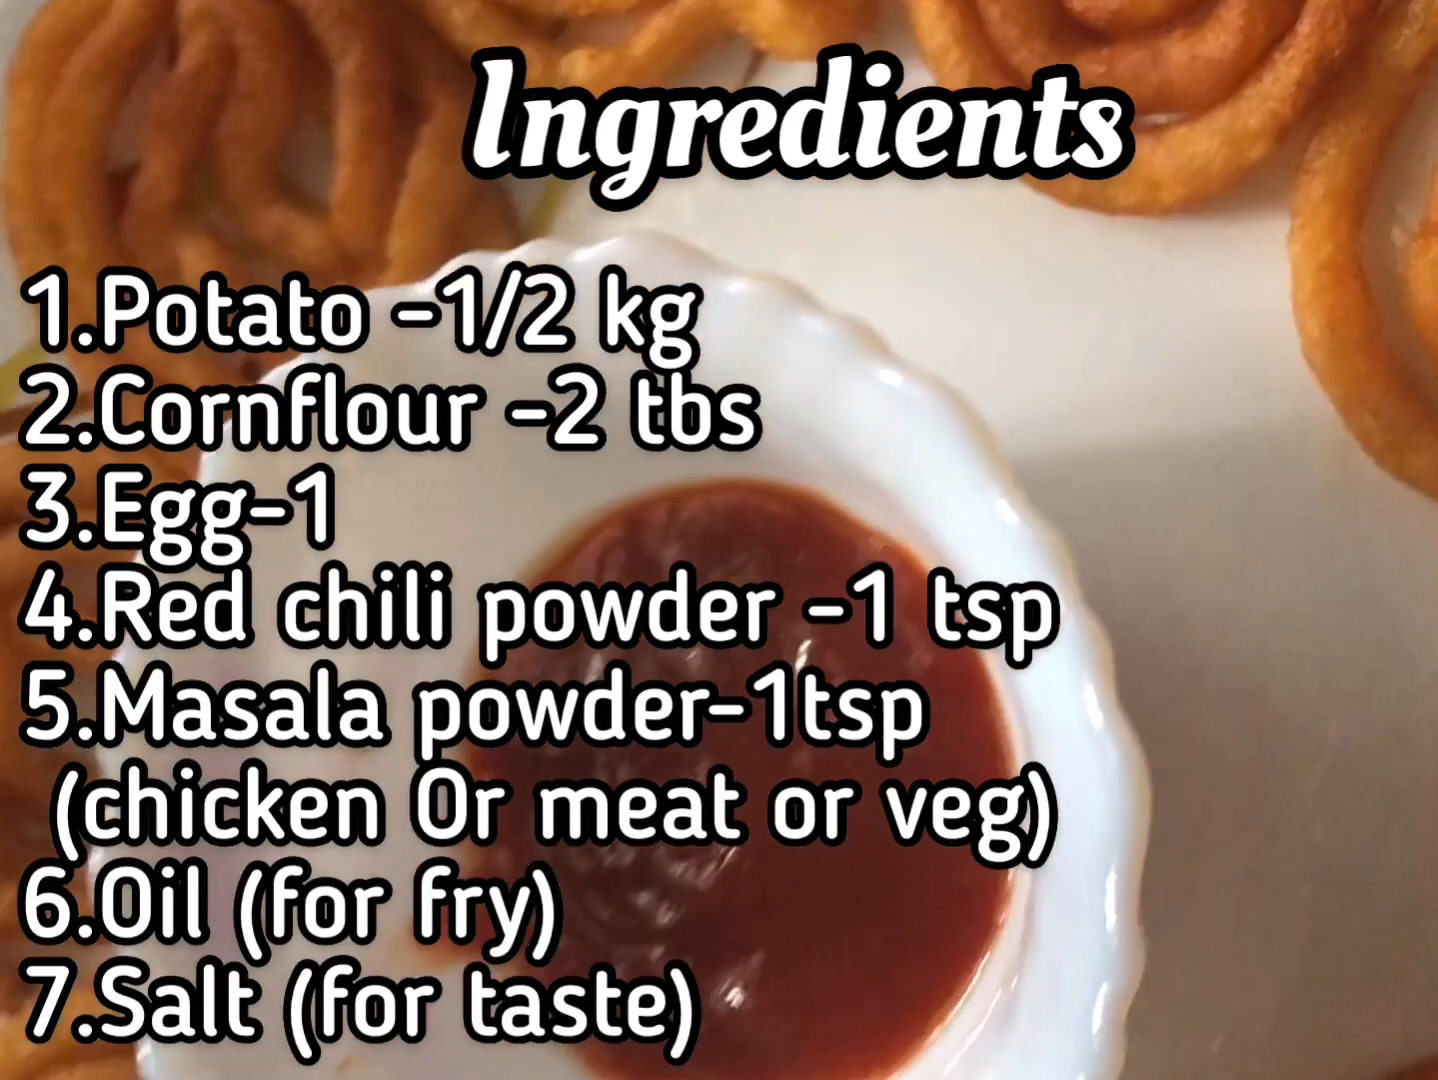 Ingredients
1.Potato -1/2 kg
2.Cornflour -2 tbs
3.Egg-1
4.Red chili powder -1 tsp
5.Masala powder-1tsp
(chicken Or meat or veg)
6.Oil (for fry)
7.Salt (for taste)